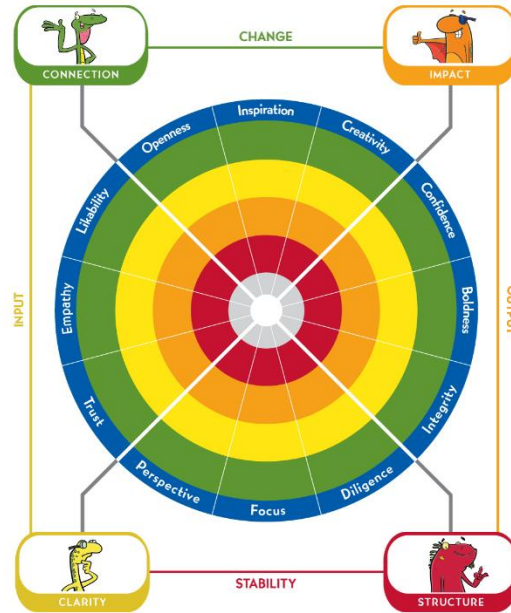 CHANGE
CONNECTION
IMPACT
Inspiration
Openness
Creativity
Likability
Confidence
Empathy
Boldness
INPUT
OUTPUT
Trust
Integrity
Perspective
Diligence
Focus
STABILITY
CLARITY
STRUCTURE